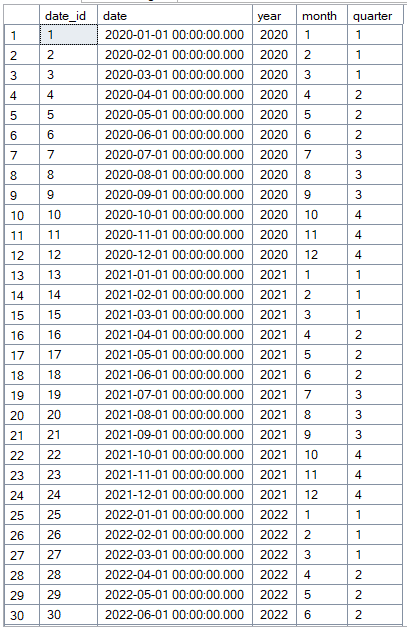 date_id date year month quarter
1 1 2020-01-01 00:00:00.000 2020 1 1
2 2 2020-02-01 00:00:00.000 2020 2 1
3 3 2020-03-01 00:00:00.000 2020 3 1
4 4 2020-04-01 00:00:00.000 2020 4 2
5 5 2020-05-01 00:00:00.000 2020 5 2
6 6 2020-06-01 00:00:00.000 2020 6 2
7 7 2020-07-01 00:00:00.000 2020 7 3
8 8 2020-08-01 00:00:00.000 2020 8 3
9 9 2020-09-01 00:00:00.000 2020 9 3
10 10 2020-10-01 00:00:00.000 2020 10 4
11 11 2020-11-01 00:00:00.000 2020 11 4
12 12 2020-12-01 00:00:00.000 2020 12 4
13 13 2021-01-01 00:00:00.000 2021 1 1
14 14 2021-02-01 00:00:00.000 2021 2 1
15 15 2021-03-01 00:00:00.000 2021 3 1
16 16 2021-04-01 00:00:00.000 2021 4 2
17 17 2021-05-01 00:00:00.000 2021 5 2
18 18 2021-06-01 00:00:00.000 2021 6 2
19 19 2021-07-01 00:00:00.000 2021 7 3
20 20 2021-08-01 00:00:00.000 2021 8 3
21 21 2021-09-01 00:00:00.000 2021 9 3
22 22 2021-10-01 00:00:00.000 2021 10 4
23 23 2021-11-01 00:00:00.000 2021 11 4
24 24 2021-12-01 00:00:00.000 2021 12 4
25 25 2022-01-01 00:00:00.000 2022 1 1
26 26 2022-02-01 00:00:00.000 2022 2 1
27 27 2022-03-01 00:00:00.000 2022 3 1
28 28 2022-04-01 00:00:00.000 2022 4 2
29 29 2022-05-01 00:00:00.000 2022 5 2
30 30 2022-06-01 00:00:00.000 2022 6 2